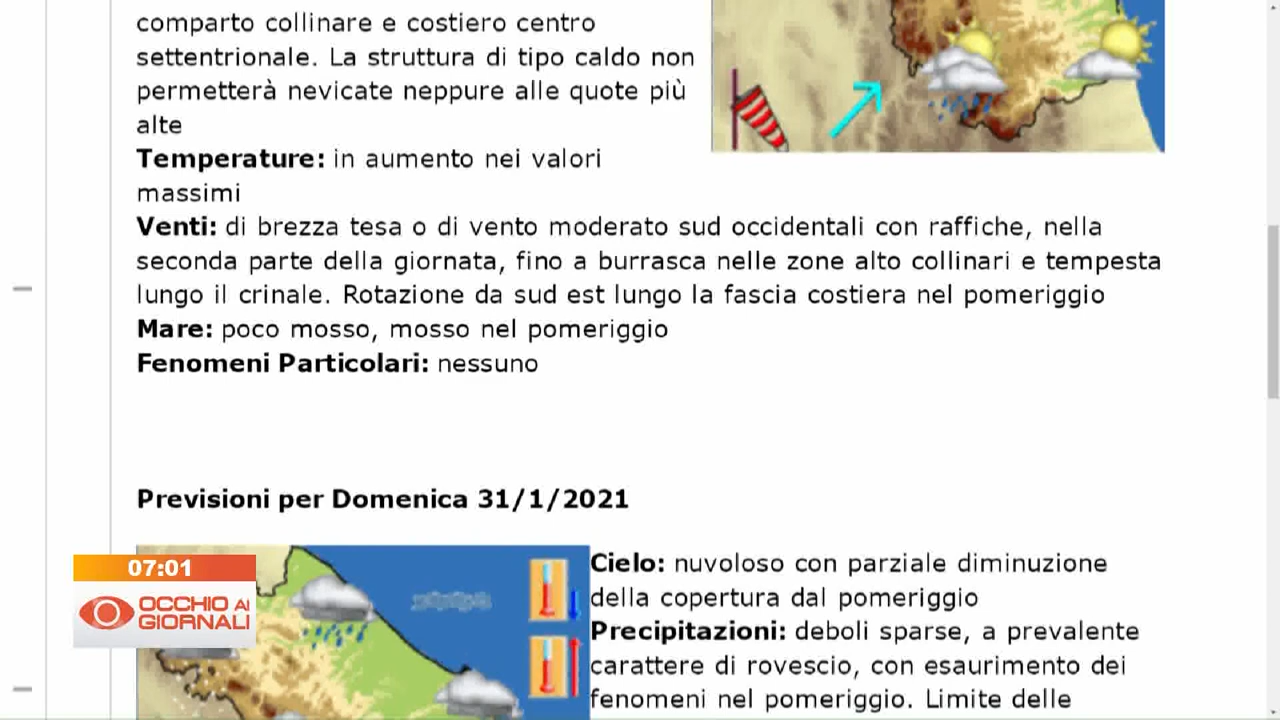 comparto collinare e costiero centro
settentrionale. La struttura di tipo caldo non
permetterà nevicate neppure alle quote più
alte
Temperature: in aumento nei valori
massimi
Venti: di brezza tesa o di vento moderato sud occidentali con raffiche, nella
seconda parte della giornata, fino a burrasca nelle zone alto collinari e tempesta
lungo il crinale. Rotazione da sud est lungo la fascia costiera nel pomeriggio
Mare: poco mosso, mosso nel pomeriggio
Fenomeni Particolari: nessuno
Previsioni per Domenica 31/1/2021
Cielo: nuvoloso con parziale diminuzione
della copertura dal pomeriggio
Precipitazioni: deboli sparse, a prevalente
carattere di rovescio, con esaurimento dei
fenomeni nel pomeriggio. Limite delle
07:01
OCCHIO AI
GIORNALI